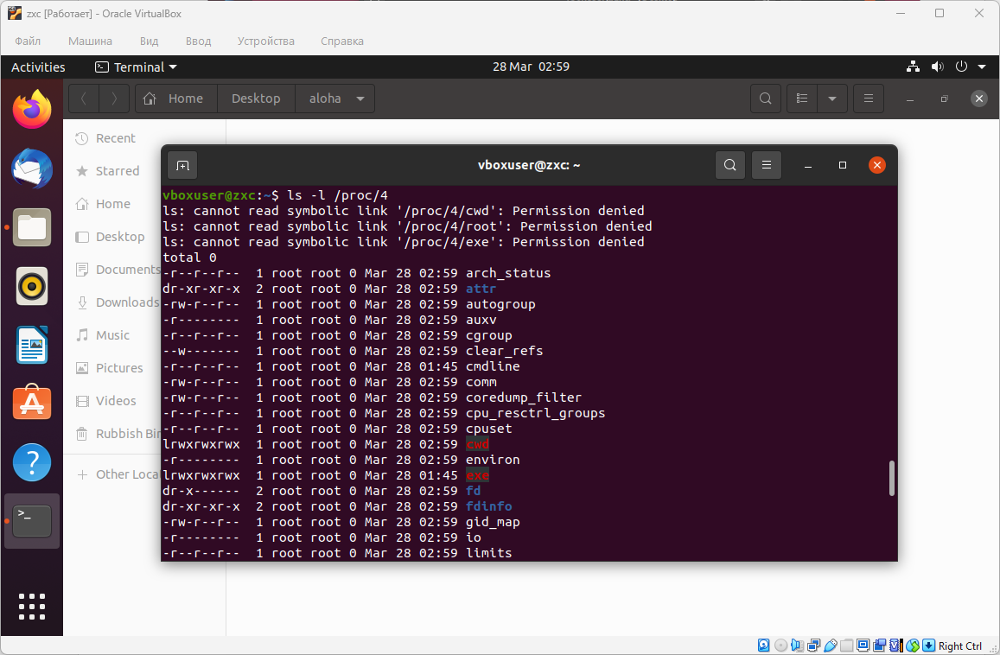 zxc [Работает] - Oracle VirtualBox
Файл Машина Вид Ввод Устройства Справка
Activities Terminal 28 Mar 02:59
Home Desktop aloha
Recent
Starred
Home
Desktop
Documents
Downloads
Music
Pictures
Videos
Rubbish Bin
Other Loca
vboxuser@zxc: ~
vboxuser@zxc:~$ ls -l /proc/4
ls: cannot read symbolic link '/proc/4/cwd': Permission denied
ls: cannot read symbolic link '/proc/4/root': Permission denied
ls: cannot read symbolic link '/proc/4/exe': Permission denied
total 0
-r--r--r--  1 root root 0 Mar 28 02:59 arch_status
dr-xr-xr-x  2 root root 0 Mar 28 02:59 attr
-rw-r--r--  1 root root 0 Mar 28 02:59 autogroup
-r--------  1 root root 0 Mar 28 02:59 auxv
-r--r--r--  1 root root 0 Mar 28 02:59 cgroup
--w-------  1 root root 0 Mar 28 02:59 clear_refs
-r--r--r--  1 root root 0 Mar 28 01:45 cmdline
-rw-r--r--  1 root root 0 Mar 28 02:59 comm
-rw-r--r--  1 root root 0 Mar 28 02:59 coredump_filter
-r--r--r--  1 root root 0 Mar 28 02:59 cpu_resctrl_groups
-r--r--r--  1 root root 0 Mar 28 02:59 cpuset
lrwxrwxrwx  1 root root 0 Mar 28 02:59 cwd
-r--------  1 root root 0 Mar 28 02:59 environ
lrwxrwxrwx  1 root root 0 Mar 28 01:45 exe
dr-x------  2 root root 0 Mar 28 02:59 fd
dr-xr-xr-x  2 root root 0 Mar 28 02:59 fdinfo
-rw-r--r--  1 root root 0 Mar 28 02:59 gid_map
-r--------  1 root root 0 Mar 28 02:59 io
-r--r--r--  1 root root 0 Mar 28 02:59 limits
Right Ctrl